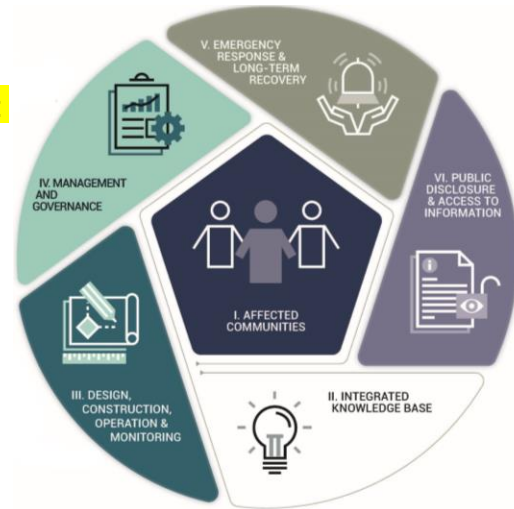 V. EMERGENCY
RESPONSE &
LONG-TERM
RECOVERY
VI. PUBLIC
DISCLOSURE
& ACCESS TO
INFORMATION
IV. MANAGEMENT
AND
GOVERNANCE
I. AFFECTED
COMMUNITIES
II. INTEGRATED
KNOWLEDGE BASE
III. DESIGN,
CONSTRUCTION,
OPERATION &
MONITORING